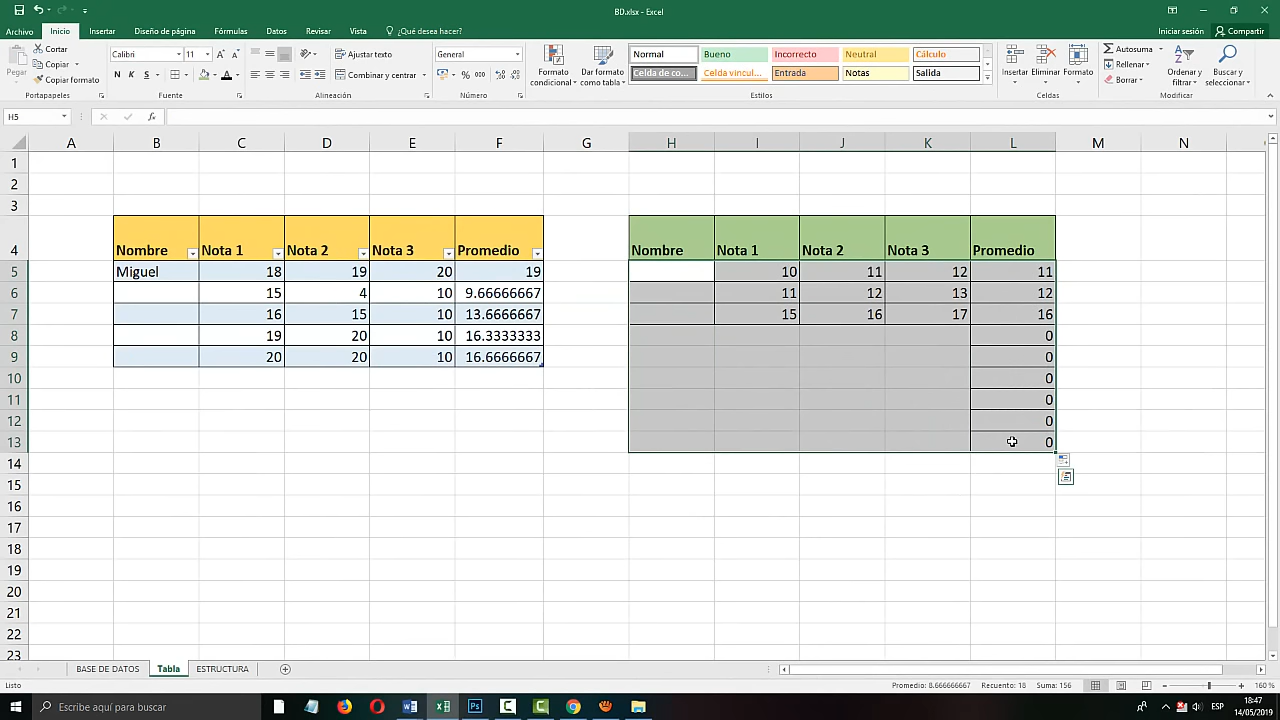 BD.xlsx - Excel
Archivo Inicio Insertar Diseño de página Fórmulas Datos Revisar Vista ¿Qué desea hacer? Iniciar sesión Compartir
Pegar
Cortar
Copiar
Copiar formato
Portapapeles
Calibri 11
N K S
Fuente
Ajustar texto
Combinar y centrar
Alineación
General
% 000
Número
Formato condicional
Dar formato como tabla
Normal Bueno Incorrecto Neutral Cálculo
Celda de co... Celda vincul... Entrada Notas Salida
Estilos
Insertar Eliminar Formato
Celdas
Autosuma
Rellenar
Borrar
Ordenar y filtrar
Buscar y seleccionar
Modificar
H5 fx
A B C D E F G H I J K L M N
1
2
3
4 Nombre Nota 1 Nota 2 Nota 3 Promedio Nombre Nota 1 Nota 2 Nota 3 Promedio
5 Miguel 18 19 20 19 10 11 12 11
6 15 4 10 9.66666667 11 12 13 12
7 16 15 10 13.6666667 15 16 17 16
8 19 20 10 16.3333333 0
9 20 20 10 16.6666667 0
10 0
11 0
12 0
13 0
14
15
16
17
18
19
20
21
22
23
BASE DE DATOS Tabla ESTRUCTURA
Listo Promedio: 8.666666667 Recuento: 18 Suma: 156 160 %
Escribe aquí para buscar
ESP
18:47
14/05/2019